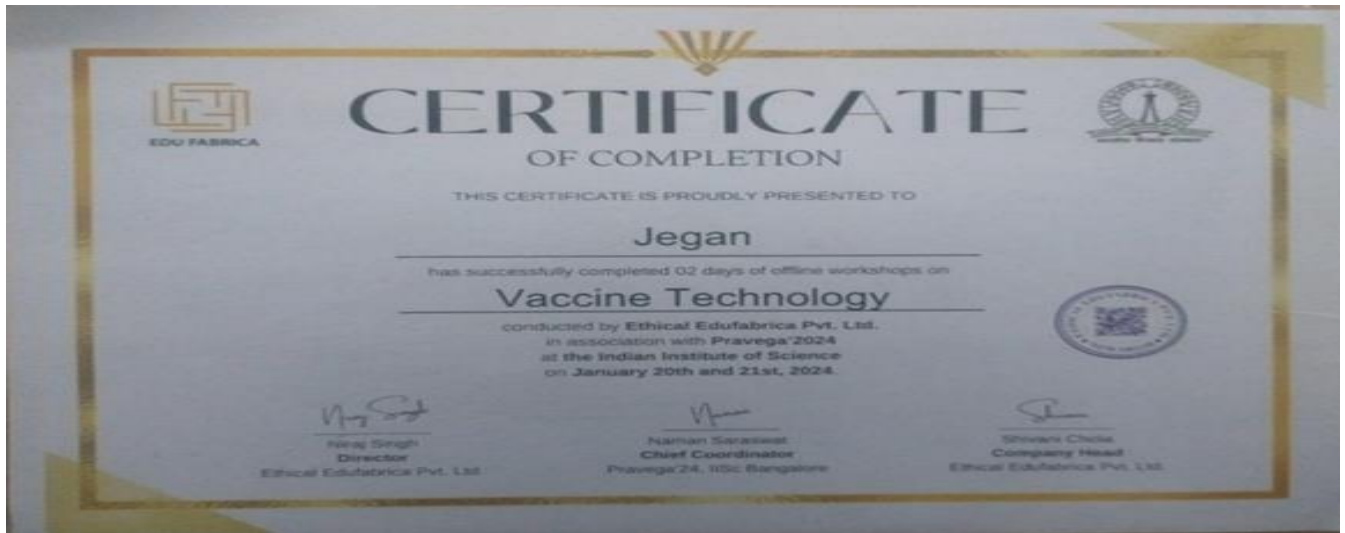 EDU FABRICA
CERTIFICATE
OF COMPLETION
THIS CERTIFICATE IS PROUDLY PRESENTED TO
Jegan
has successfully completed 02 days of offline workshops on
Vaccine Technology
conducted by Ethical Edufabrica Pvt. Ltd.
in association with Pravega'2024
at the Indian Institute of Science
on January 20th and 21st, 2024.
Niraj Singh
Director
Ethical Edufabrica Pvt. Ltd.
Naman Saraswat
Chief Coordinator
Pravega'24, IISc Bangalore
Shivani Chola
Company Head
Ethical Edufabrica Pvt. Ltd.